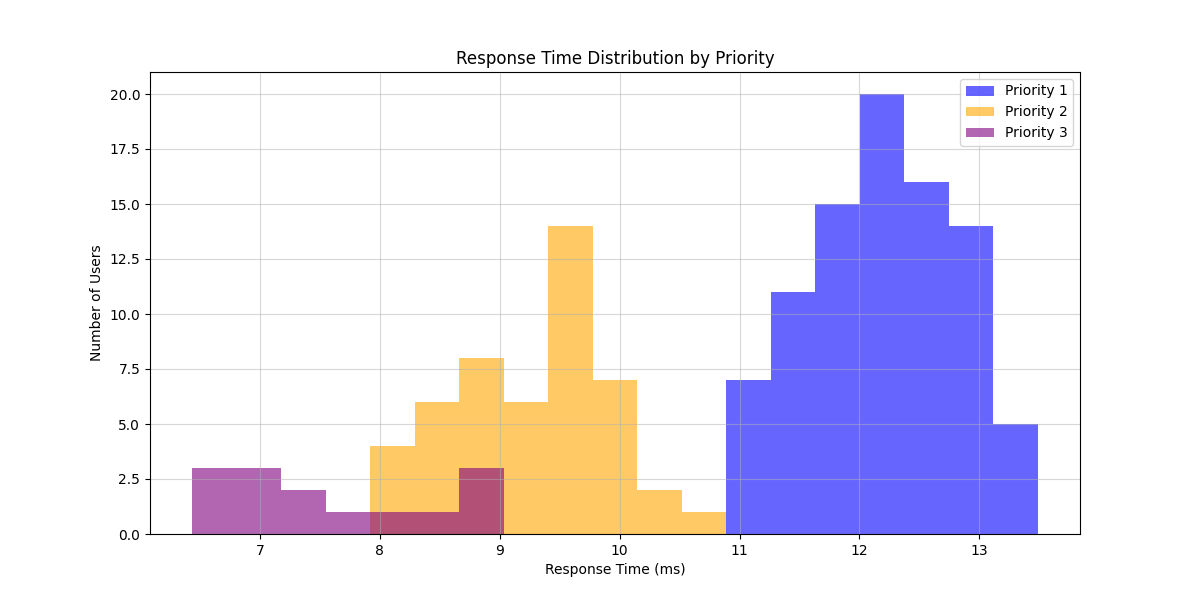 Response Time Distribution by Priority
Priority 1
Priority 2
Priority 3
20.0
17.5
15.0
12.5
10.0
7.5
5.0
2.5
0.0
Number of Users
7 8 9 10 11 12 13
Response Time (ms)